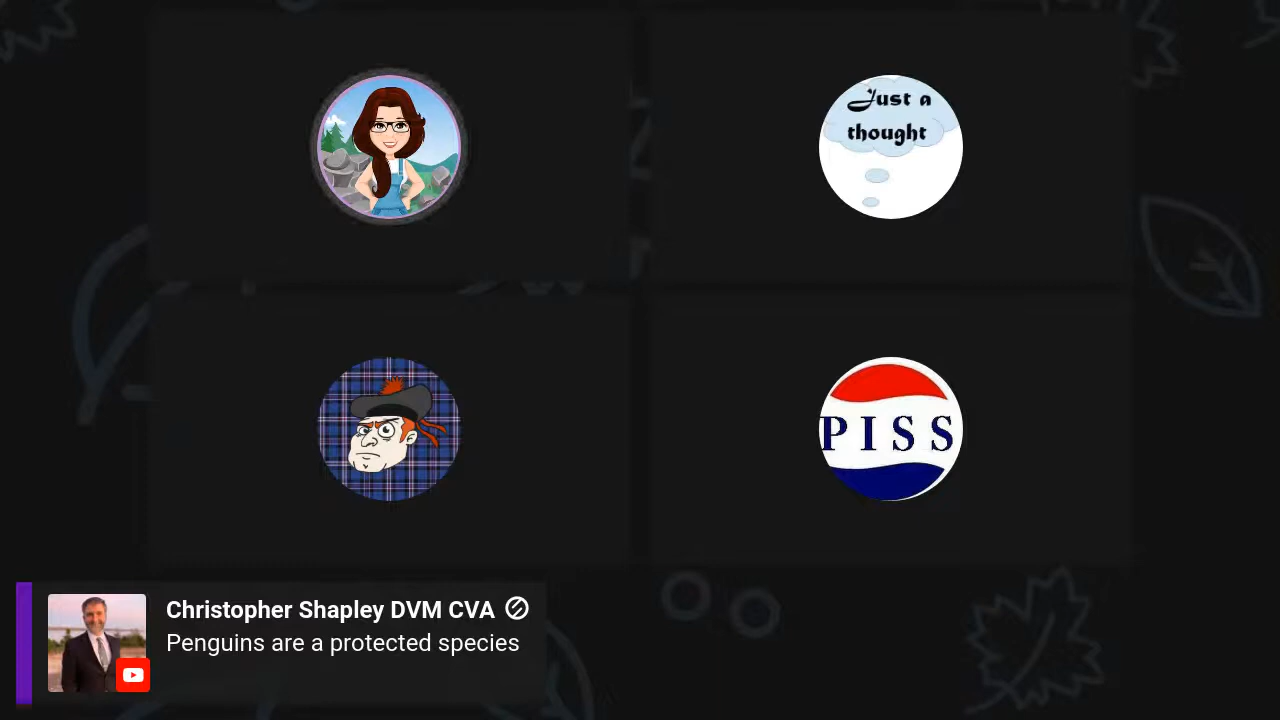 Just a
thought
PISS
Christopher Shapley DVM CVA
Penguins are a protected species